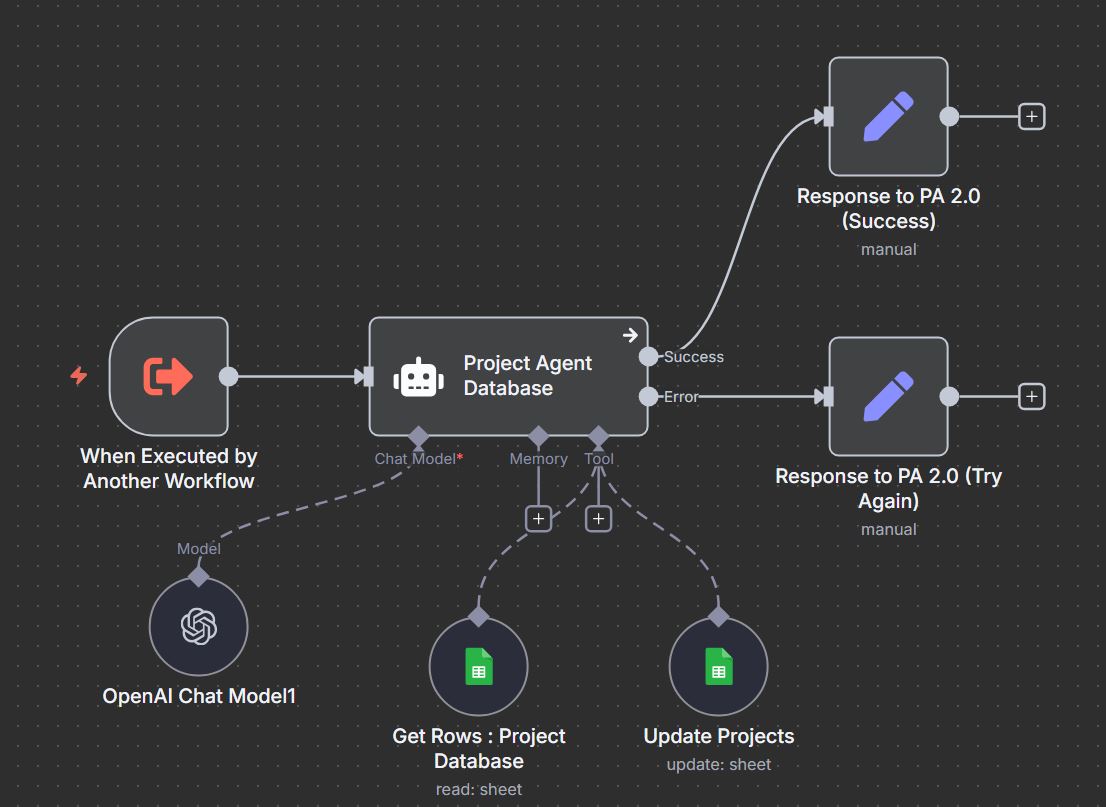 Response to PA 2.0
(Success)
manual
Project Agent
Database
Success
Error
When Executed by
Another Workflow
Chat Model*
Memory
Tool
Response to PA 2.0 (Try
Again)
manual
Model
OpenAI Chat Model1
Get Rows : Project
Database
read: sheet
Update Projects
update: sheet